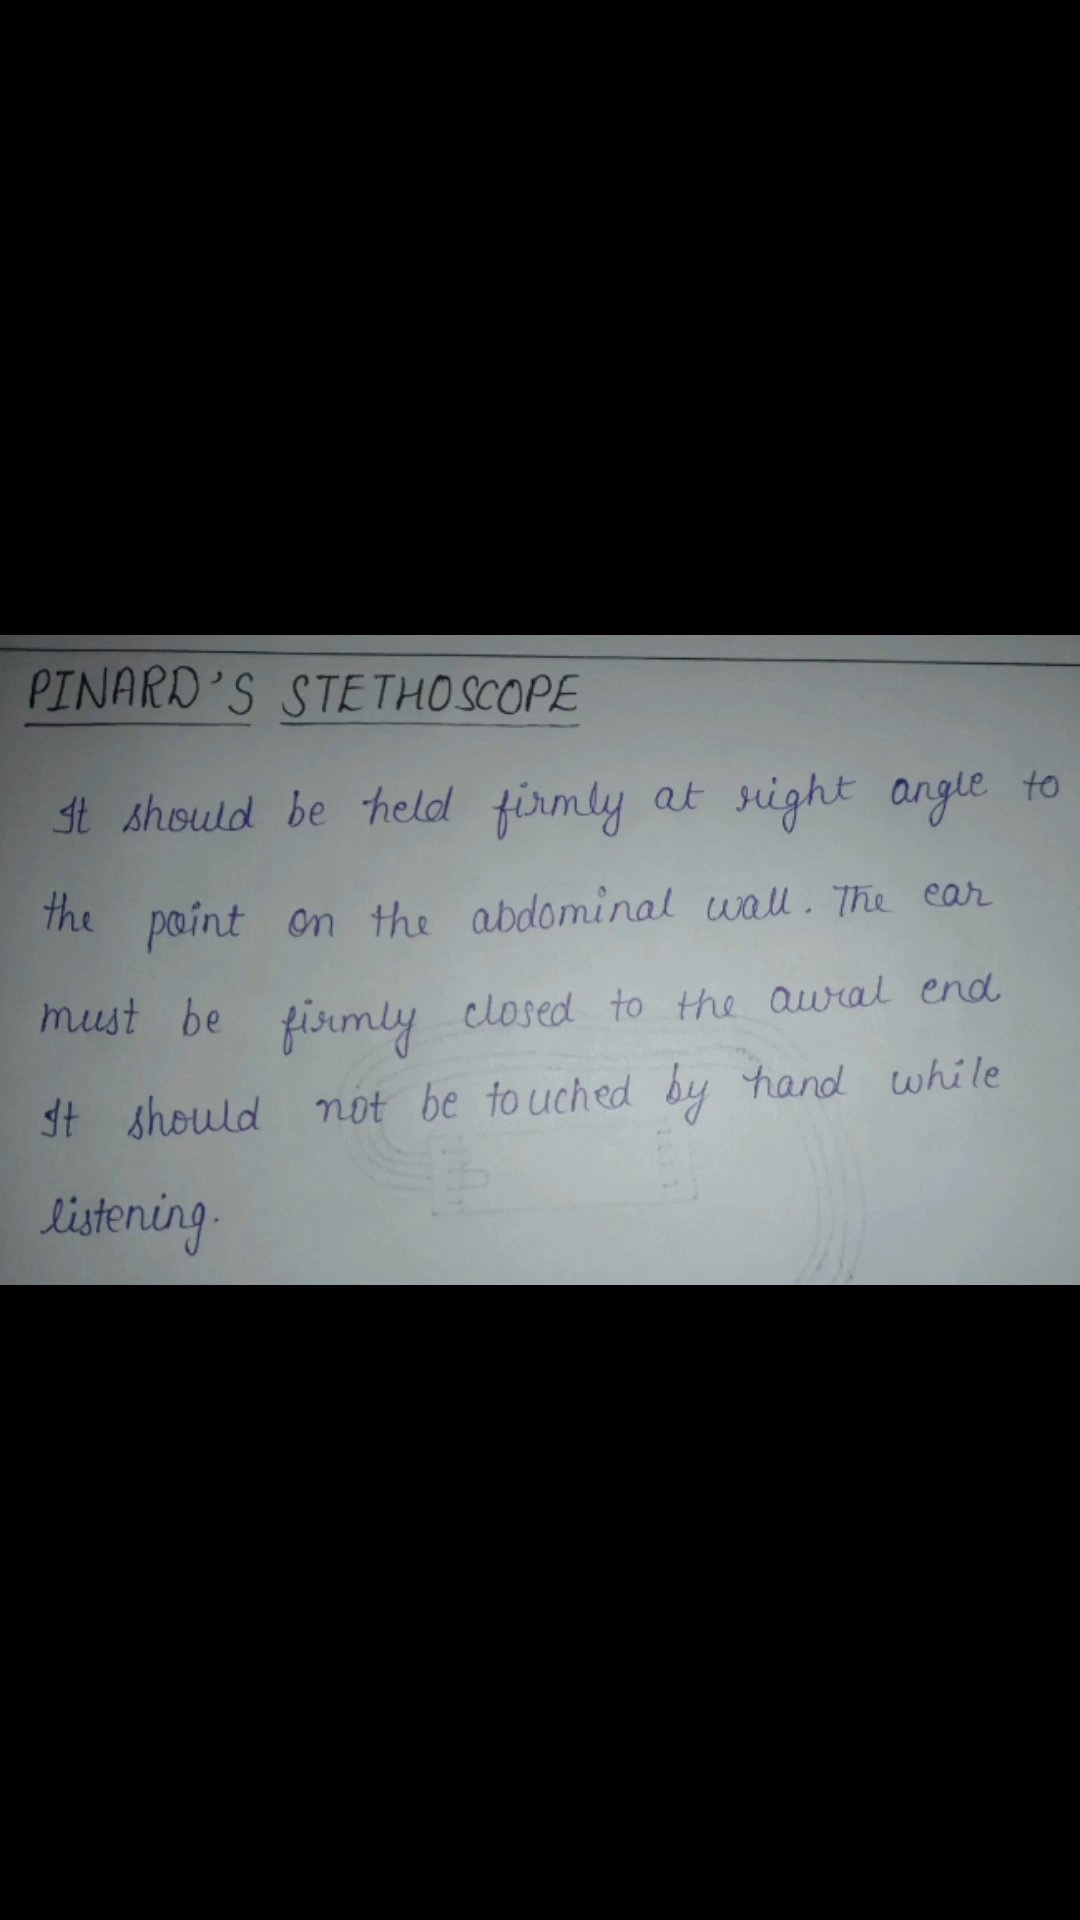 PINARD'S STETHOSCOPE
It should be held firmly at right angle to
the point on the abdominal wall. The ear
must be firmly closed to the aural end
It should not be touched by hand while
listening.